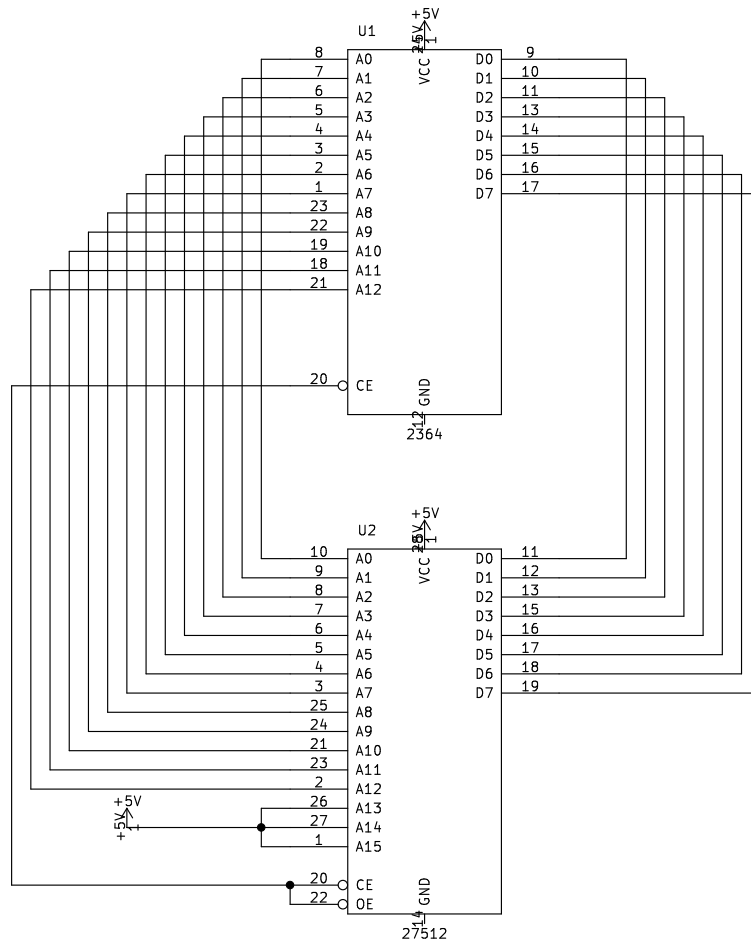 U1
+5V
+5V
24
1
VCC
8 A0 D0 9
7 A1 D1 10
6 A2 D2 11
5 A3 D3 13
4 A4 D4 14
3 A5 D5 15
2 A6 D6 16
1 A7 D7 17
23 A8
22 A9
19 A10
18 A11
21 A12
20 CE
GND
12
2364
U2
+5V
+5V
28
1
VCC
10 A0 D0 11
9 A1 D1 12
8 A2 D2 13
7 A3 D3 15
6 A4 D4 16
5 A5 D5 17
4 A6 D6 18
3 A7 D7 19
25 A8
24 A9
21 A10
23 A11
2 A12
26 A13
+5V
+5V
1
27 A14
1 A15
20 CE
22 OE
GND
14
27512